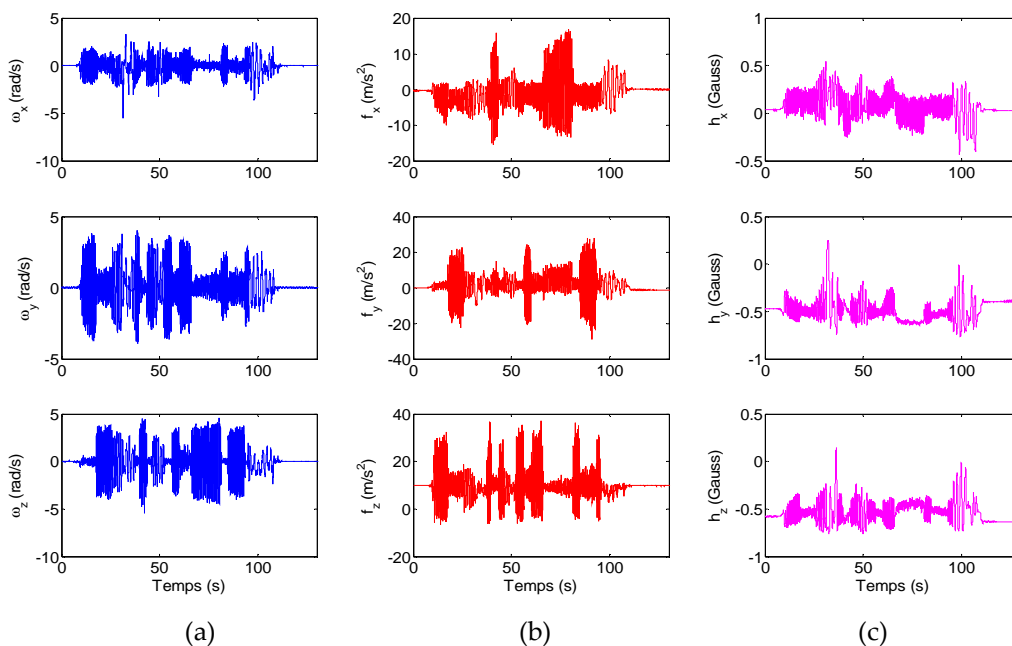 5
0
-5
-10
0 50 100
ω_x (rad/s)
20
10
0
-10
-20
0 50 100
f_x (m/s²)
1
0.5
0
-0.5
0 50 100
h_x (Gauss)
5
0
-5
0 50 100
ω_y (rad/s)
40
20
0
-20
-40
0 50 100
f_y (m/s²)
0.5
0
-0.5
-1
0 50 100
h_y (Gauss)
5
0
-5
-10
0 50 100
ω_z (rad/s)
Temps (s)
40
20
0
-20
0 50 100
f_z (m/s²)
Temps (s)
0.5
0
-0.5
-1
0 50 100
h_z (Gauss)
Temps (s)
(a) (b) (c)